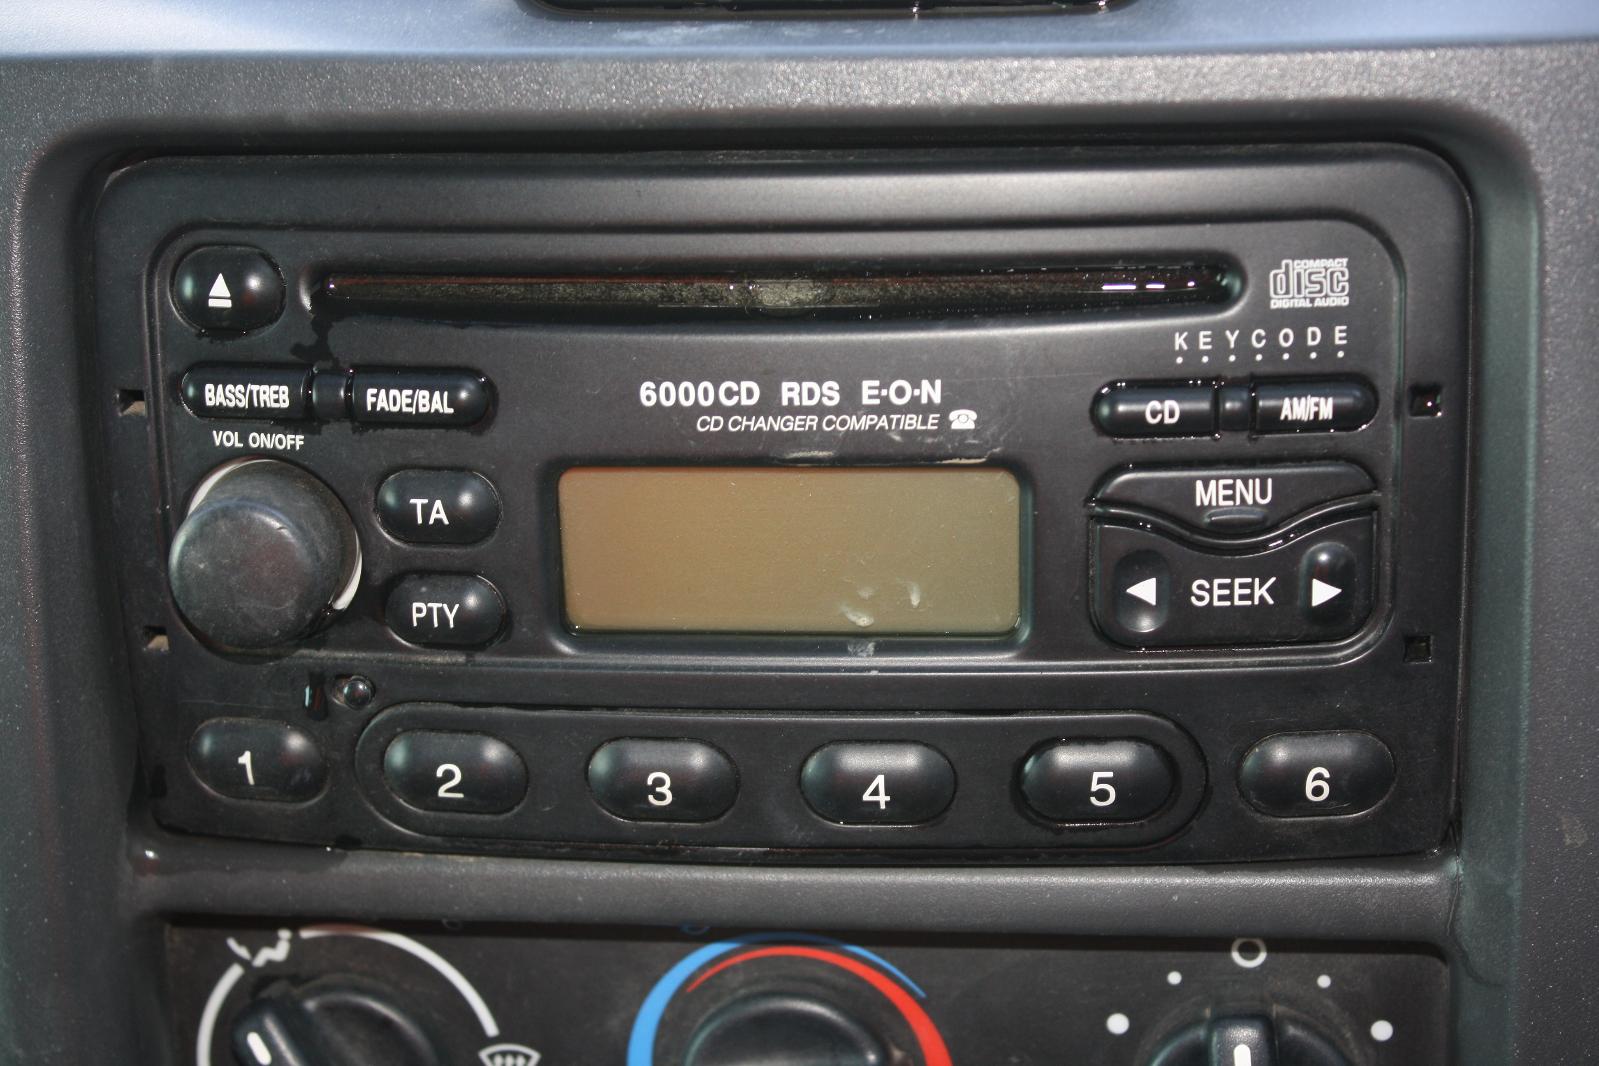 COMPACT
disc
DIGITAL AUDIO
KEYCODE
BASS/TREB FADE/BAL
6000CD RDS E·O·N
CD CHANGER COMPATIBLE
CD AM/FM
VOL ON/OFF
TA
MENU
PTY
SEEK
1 2 3 4 5 6